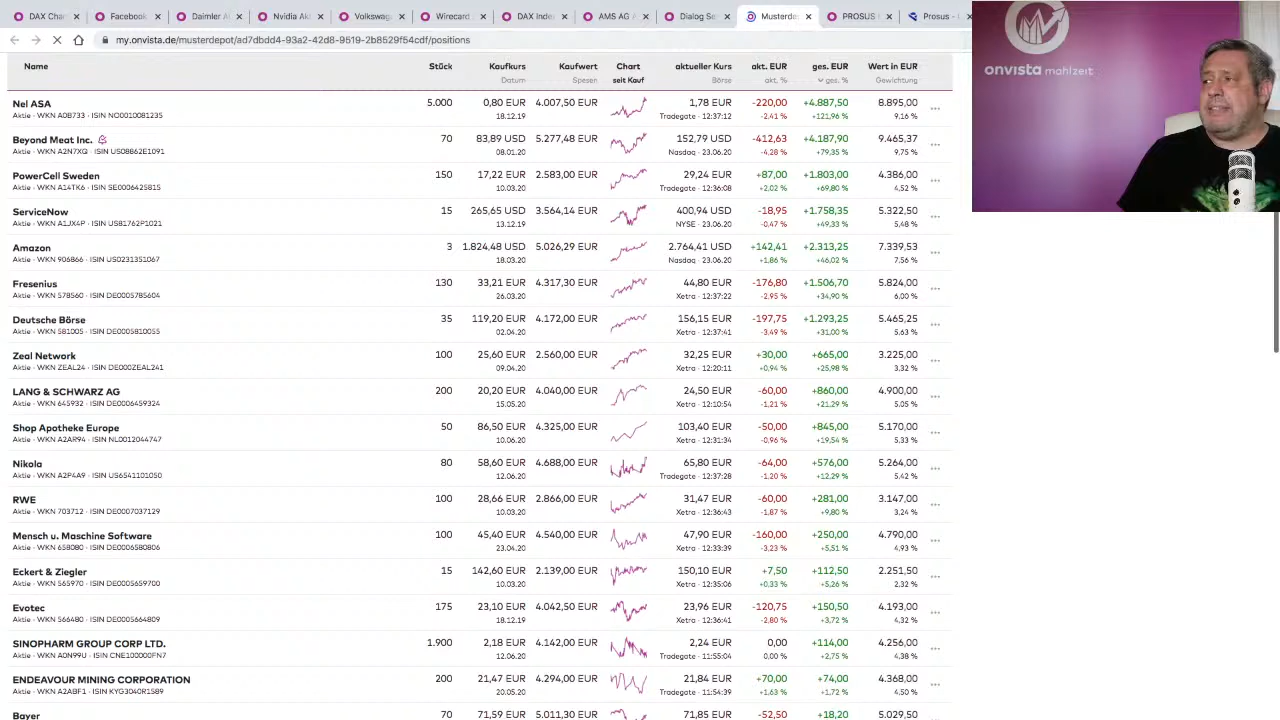 DAX Char
Facebook
Daimler A
Nvidia Ak
Volkswag
Wirecard
DAX Inde
AMS AG A
Dialog Se
Musterde
PROSUS
Prosus -
my.onvista.de/musterdepot/ad7dbdd4-93a2-42d8-9519-2b8529f54cdf/positions
onvista mahlzeit
Name Stück Kaufkurs Kaufwert Chart aktueller Kurs akt. EUR ges. EUR Wert in EUR
Datum Spesen seit Kauf Börse akt. % ges. % Gewichtung
Nel ASA 5.000 0,80 EUR 4.007,50 EUR 1,78 EUR -220,00 +4.887,50 8.895,00
Aktie - WKN A0B733 - ISIN NO0010081235 18.12.19 Tradegate - 12:37:12 -2,41 % +121,96 % 9,16 %
Beyond Meat Inc. 70 83,89 USD 5.277,48 EUR 152,79 USD -412,63 +4.187,90 9.465,37
Aktie - WKN A2N7XQ - ISIN US08862E1091 08.01.20 Nasdaq - 23.06.20 -4,28 % +79,35 % 9,75 %
PowerCell Sweden 150 17,22 EUR 2.583,00 EUR 29,24 EUR +87,00 +1.803,00 4.386,00
Aktie - WKN A14TK6 - ISIN SE0006425815 10.03.20 Tradegate - 12:36:08 +2,02 % +69,80 % 4,52 %
ServiceNow 15 265,65 USD 3.564,14 EUR 400,94 USD -18,95 +1.758,35 5.322,50
Aktie - WKN A1JX4P - ISIN US81762P1021 13.12.19 NYSE - 23.06.20 -0,47 % +49,33 % 5,48 %
Amazon 3 1.824,48 USD 5.026,29 EUR 2.764,41 USD +142,41 +2.313,25 7.339,53
Aktie - WKN 906866 - ISIN US0231351067 18.03.20 Nasdaq - 23.06.20 +1,86 % +46,02 % 7,56 %
Fresenius 130 33,21 EUR 4.317,30 EUR 44,80 EUR -176,80 +1.506,70 5.824,00
Aktie - WKN 578560 - ISIN DE0005785604 26.03.20 Xetra - 12:37:22 -2,95 % +34,90 % 6,00 %
Deutsche Börse 35 119,20 EUR 4.172,00 EUR 156,15 EUR -197,75 +1.293,25 5.465,25
Aktie - WKN 581005 - ISIN DE0005810055 02.04.20 Xetra - 12:37:41 -3,49 % +31,00 % 5,63 %
Zeal Network 100 25,60 EUR 2.560,00 EUR 32,25 EUR +30,00 +665,00 3.225,00
Aktie - WKN ZEAL24 - ISIN DE000ZEAL241 09.04.20 Xetra - 12:20:11 +0,94 % +25,98 % 3,32 %
LANG & SCHWARZ AG 200 20,20 EUR 4.040,00 EUR 24,50 EUR -60,00 +860,00 4.900,00
Aktie - WKN 645932 - ISIN DE0006459324 15.05.20 Xetra - 12:10:54 -1,21 % +21,29 % 5,05 %
Shop Apotheke Europe 50 86,50 EUR 4.325,00 EUR 103,40 EUR -50,00 +845,00 5.170,00
Aktie - WKN A2AR94 - ISIN NL0012044747 10.06.20 Xetra - 12:31:34 -0,96 % +19,54 % 5,33 %
Nikola 80 58,60 EUR 4.688,00 EUR 65,80 EUR -64,00 +576,00 5.264,00
Aktie - WKN A2P4A9 - ISIN US6541101050 12.06.20 Tradegate - 12:37:28 -1,20 % +12,29 % 5,42 %
RWE 100 28,66 EUR 2.866,00 EUR 31,47 EUR -60,00 +281,00 3.147,00
Aktie - WKN 703712 - ISIN DE0007037129 10.03.20 Xetra - 12:36:43 -1,87 % +9,80 % 3,24 %
Mensch u. Maschine Software 100 45,40 EUR 4.540,00 EUR 47,90 EUR -160,00 +250,00 4.790,00
Aktie - WKN 658080 - ISIN DE0006580806 23.04.20 Xetra - 12:33:39 -3,23 % +5,51 % 4,93 %
Eckert & Ziegler 15 142,60 EUR 2.139,00 EUR 150,10 EUR +7,50 +112,50 2.251,50
Aktie - WKN 565970 - ISIN DE0005659700 10.03.20 Xetra - 12:35:06 +0,33 % +5,26 % 2,32 %
Evotec 175 23,10 EUR 4.042,50 EUR 23,96 EUR -120,75 +150,50 4.193,00
Aktie - WKN 566480 - ISIN DE0005664809 18.12.19 Xetra - 12:36:41 -2,80 % +3,72 % 4,32 %
SINOPHARM GROUP CORP LTD. 1.900 2,18 EUR 4.142,00 EUR 2,24 EUR 0,00 +114,00 4.256,00
Aktie - WKN A0N99U - ISIN CNE100000FN7 12.06.20 Tradegate - 11:55:04 0,00 % +2,75 % 4,38 %
ENDEAVOUR MINING CORPORATION 200 21,47 EUR 4.294,00 EUR 21,84 EUR +70,00 +74,00 4.368,00
Aktie - WKN A2ABF1 - ISIN KYG3040R1589 20.05.20 Tradegate - 11:54:39 +1,63 % +1,72 % 4,50 %
Bayer 70 71,59 EUR 5.011,30 EUR 71,85 EUR -52,50 +18,20 5.029,50